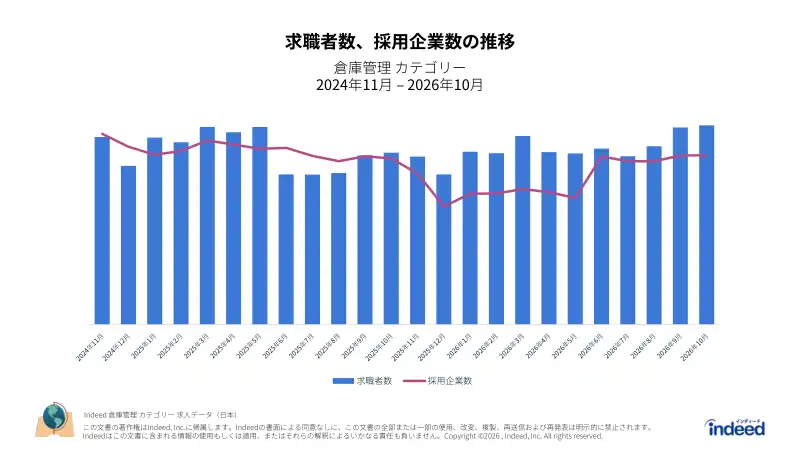 求職者数、採用企業数の推移
倉庫管理 カテゴリー
2024年11月 – 2026年10月
2024年11月
2024年12月
2025年1月
2025年2月
2025年3月
2025年4月
2025年5月
2025年6月
2025年7月
2025年8月
2025年9月
2025年10月
2025年11月
2025年12月
2026年1月
2026年2月
2026年3月
2026年4月
2026年5月
2026年6月
2026年7月
2026年8月
2026年9月
2026年10月
求職者数 採用企業数
Indeed 倉庫管理 カテゴリー 求人データ（日本）
この文書の著作権はIndeed, Inc.に帰属します。Indeedの書面による同意なしに、この文書の全部または一部の使用、改変、複製、再送信および再発表は明示的に禁止されます。
Indeedはこの文書に含まれる情報の使用もしくは適用、またはそれらの解釈によるいかなる責任も負いません。Copyright ©2026 , Indeed, Inc. All rights reserved.
インディード
indeed